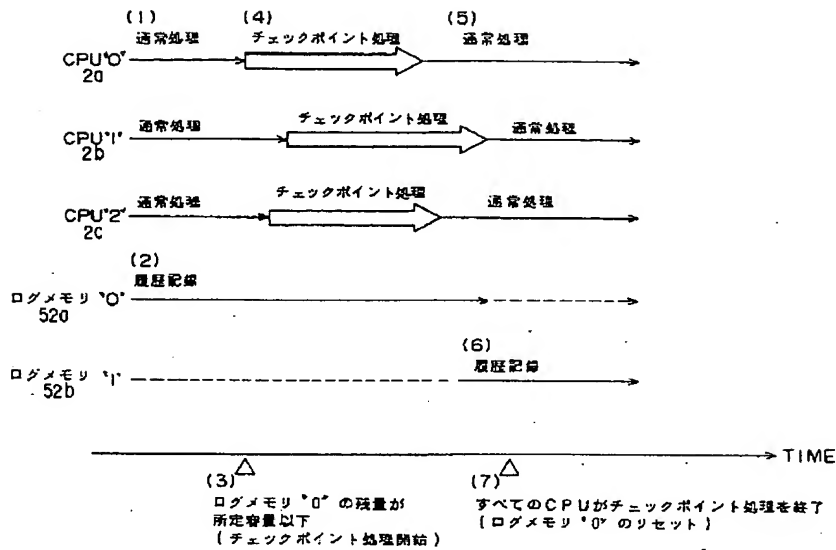 (1)
(4)
(5)
通常処理
チェックポイント処理
通常処理
CPU"0"
2a
チェックポイント処理
通常処理
通常処理
CPU"1"
2b
チェックポイント処理
通常処理
通常処理
CPU"2"
2c
(2)
履歴記録
ログメモリ "0"
52a
(6)
履歴記録
ログメモリ "1"
52b
TIME
(3)
ログメモリ "0" の残量が
所定容量以下
(チェックポイント処理開始)
(7)
すべてのCPUがチェックポイント処理を終了
(ログメモリ "0" のリセット)